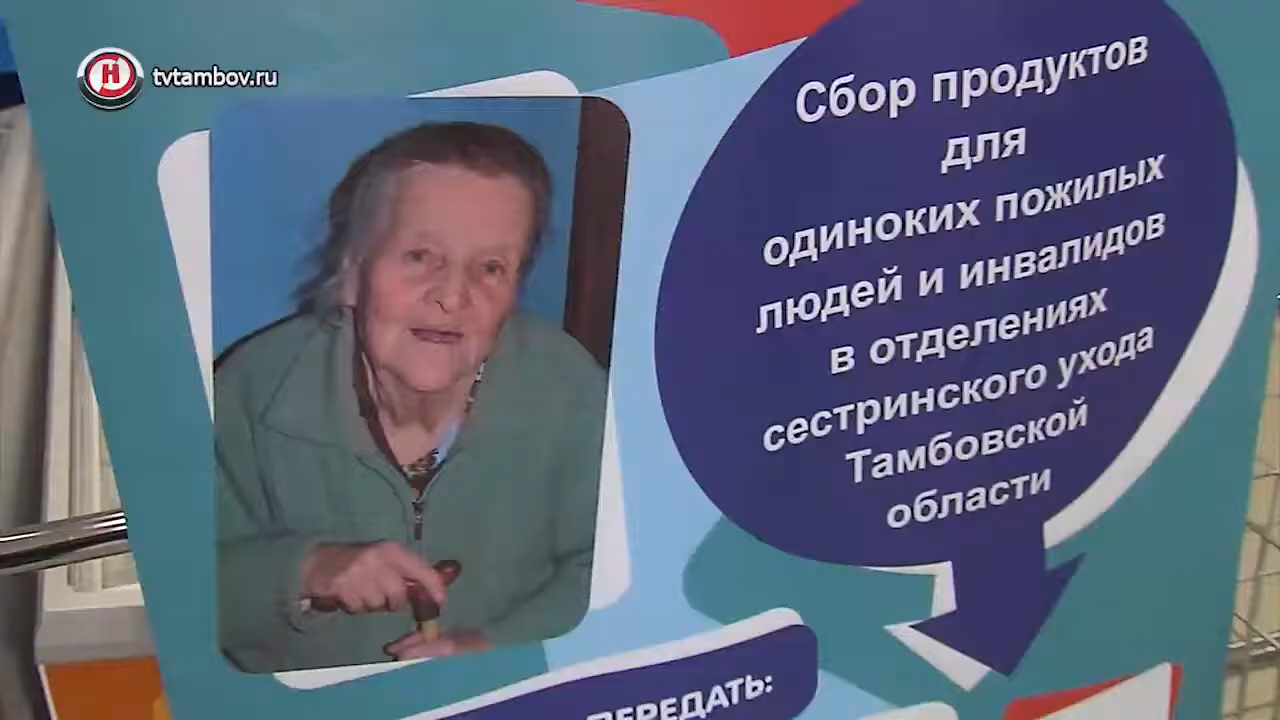 tvtambov.ru
Сбор продуктов
для
одиноких пожилых
людей и инвалидов
в отделениях
сестринского ухода
Тамбовской
области
ПЕРЕДАТЬ: